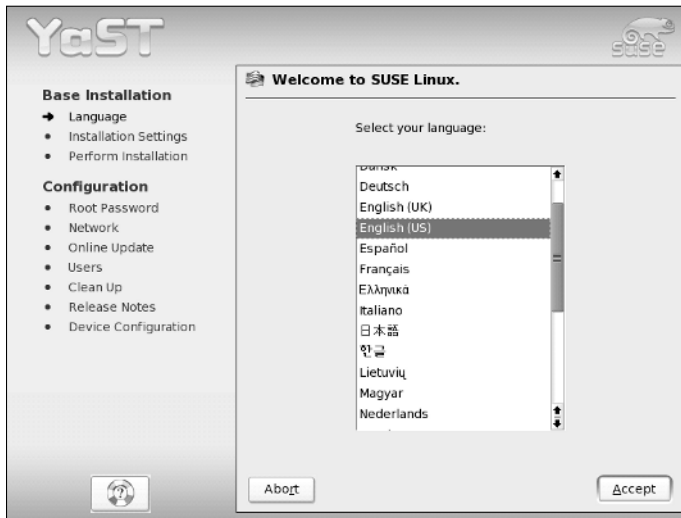 YaST
SUSE
Base Installation
Language
Installation Settings
Perform Installation
Configuration
Root Password
Network
Online Update
Users
Clean Up
Release Notes
Device Configuration
Welcome to SUSE Linux.
Select your language:
Dansk
Deutsch
English (UK)
English (US)
Español
Français
Ελληνικά
Italiano
日本語
한글
Lietuvių
Magyar
Nederlands
Abort
Accept